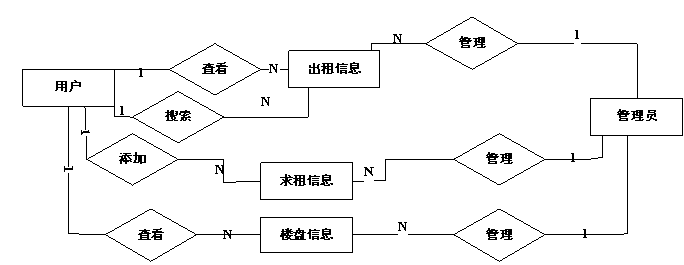 N 管理 1
1 查看 N 出租信息
用户
1 搜索 N
管理员
1
添加 N 求租信息 N 管理 1
1
查看 N 楼盘信息 N 管理 1